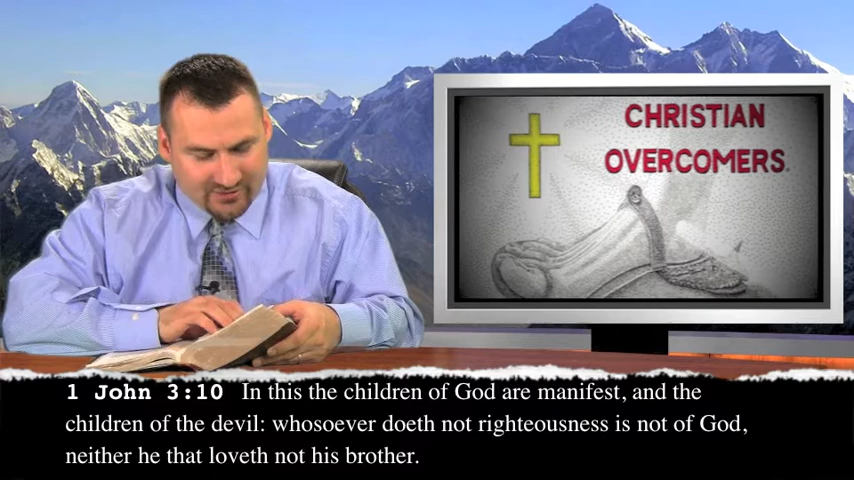 CHRISTIAN
OVERCOMERS.
1 John 3:10 In this the children of God are manifest, and the
children of the devil: whosoever doeth not righteousness is not of God,
neither he that loveth not his brother.